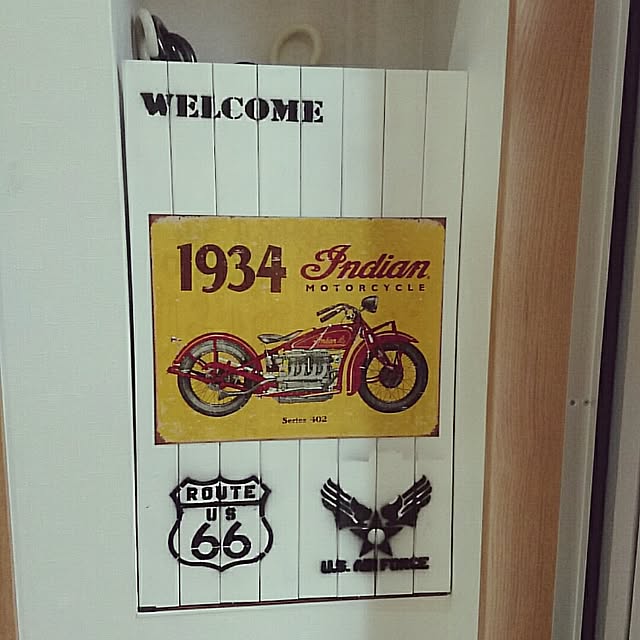 WELCOME
1934 Indian
MOTORCYCLE
Series 402
ROUTE
US
66
U.S. AIR FORCE